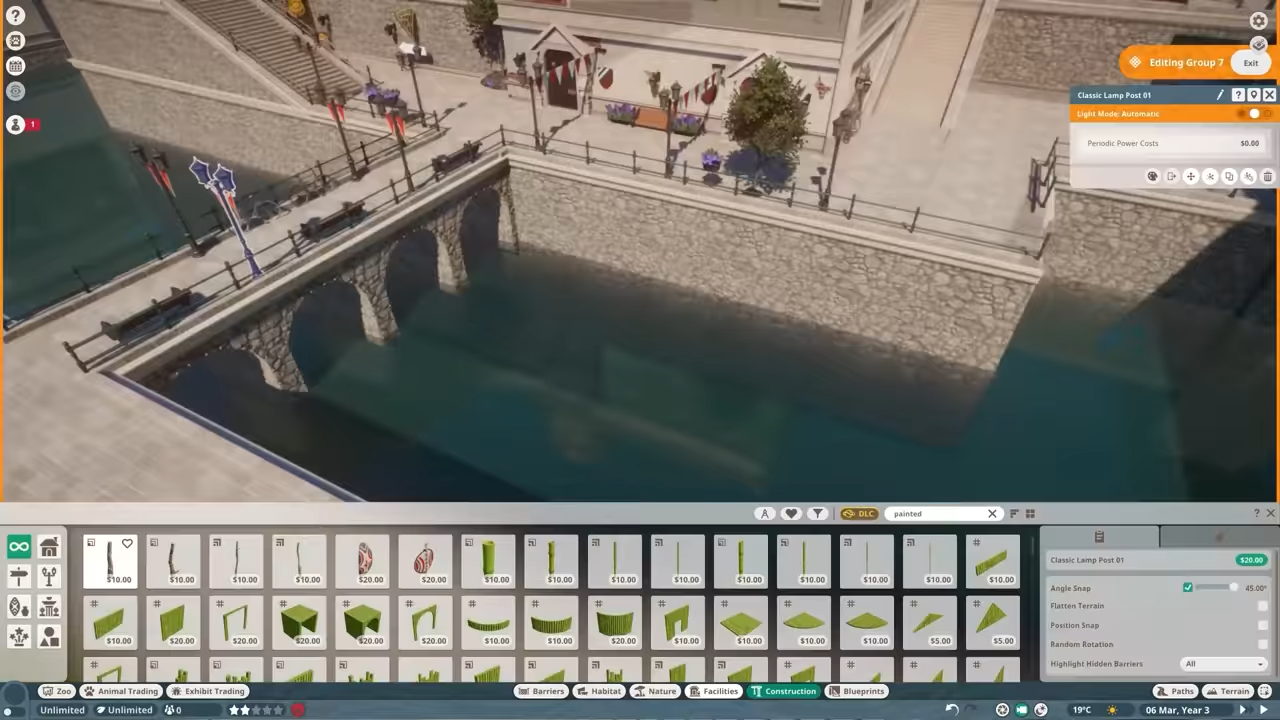 ?
Editing Group 7
Exit
Classic Lamp Post 01
?
Light Mode: Automatic
1
Periodic Power Costs $0.00
DLC
painted
?
$10.00 $10.00 $10.00 $10.00 $20.00 $20.00 $10.00 $10.00 $10.00 $10.00 $10.00 $10.00 $10.00 $10.00 $10.00
$10.00 $20.00 $20.00 $20.00 $20.00 $20.00 $10.00 $10.00 $20.00 $10.00 $10.00 $10.00 $10.00 $5.00 $5.00
Classic Lamp Post 01 $20.00
Angle Snap 45.00°
Flatten Terrain
Position Snap
Random Rotation
Highlight Hidden Barriers All
Zoo Animal Trading Exhibit Trading Barriers Habitat Nature Facilities Construction Blueprints Paths Terrain
Unlimited Unlimited 0 19°C 06 Mar, Year 3